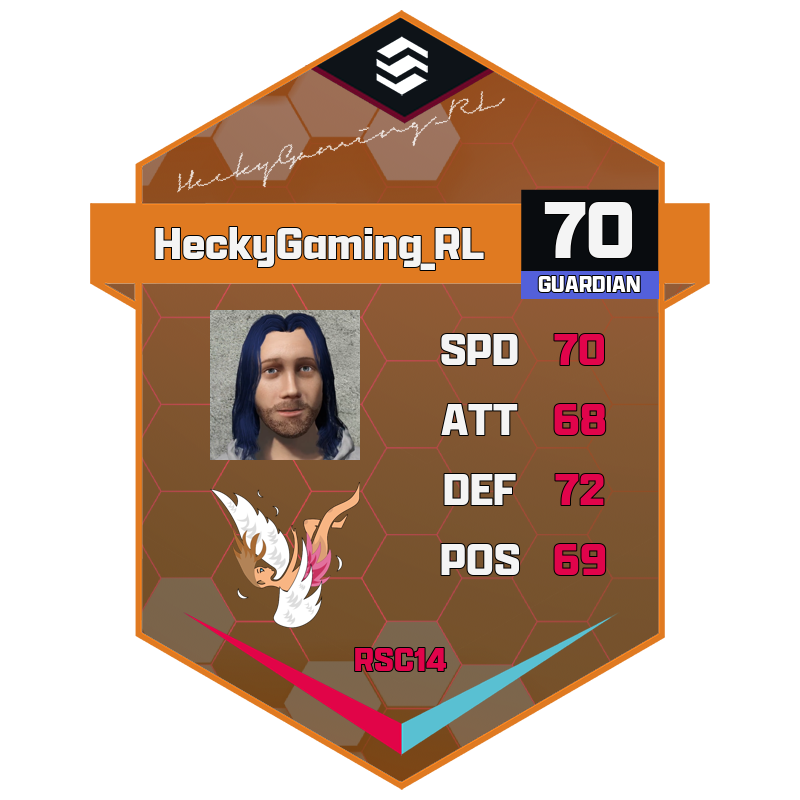 HeckyGaming_RL
HeckyGaming_RL
70
GUARDIAN
SPD 70
ATT 68
DEF 72
POS 69
RSC14